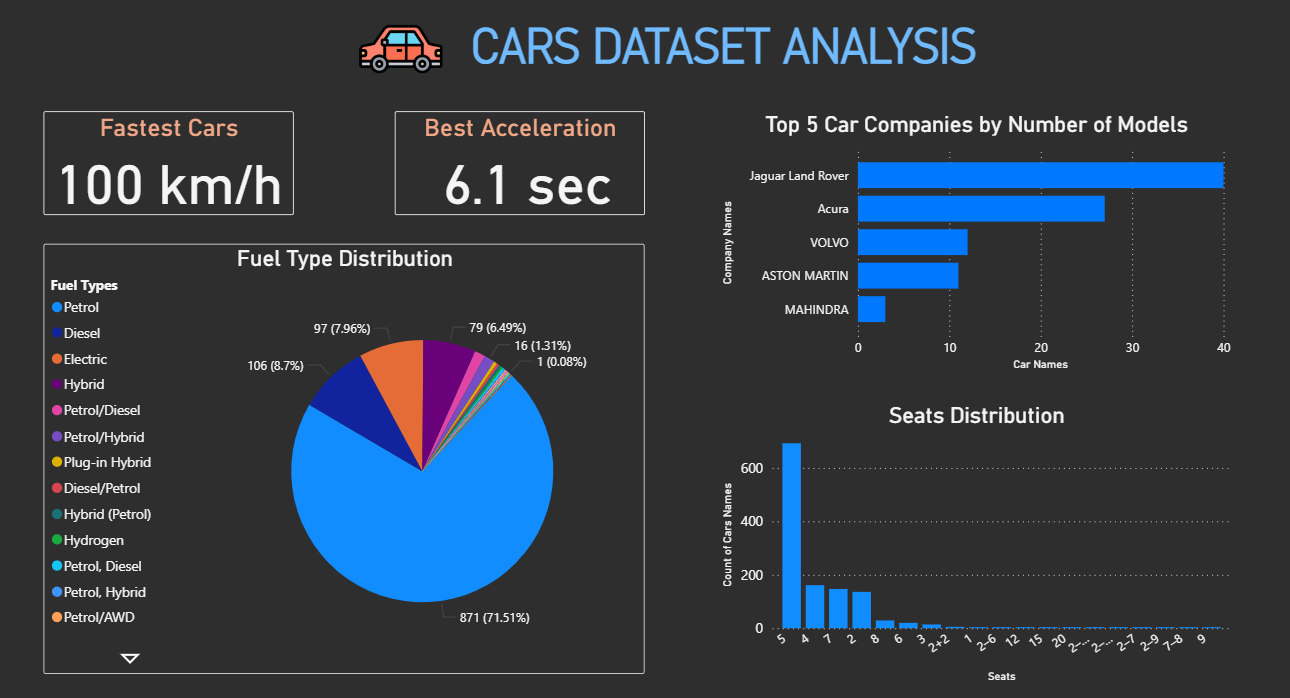 CARS DATASET ANALYSIS
Fastest Cars
100 km/h
Best Acceleration
6.1 sec
Fuel Type Distribution
Fuel Types
Petrol
Diesel
Electric
Hybrid
Petrol/Diesel
Petrol/Hybrid
Plug-in Hybrid
Diesel/Petrol
Hybrid (Petrol)
Hydrogen
Petrol, Diesel
Petrol, Hybrid
Petrol/AWD
97 (7.96%)
79 (6.49%)
16 (1.31%)
1 (0.08%)
106 (8.7%)
871 (71.51%)
Top 5 Car Companies by Number of Models
Company Names
Jaguar Land Rover
Acura
VOLVO
ASTON MARTIN
MAHINDRA
0 10 20 30 40
Car Names
Seats Distribution
Count of Cars Names
600
400
200
0
5 4 7 2 8 6 3 2+2 1 2-6 12 15 20 2-... 2-... 2-7 2-9 7-8 9
Seats